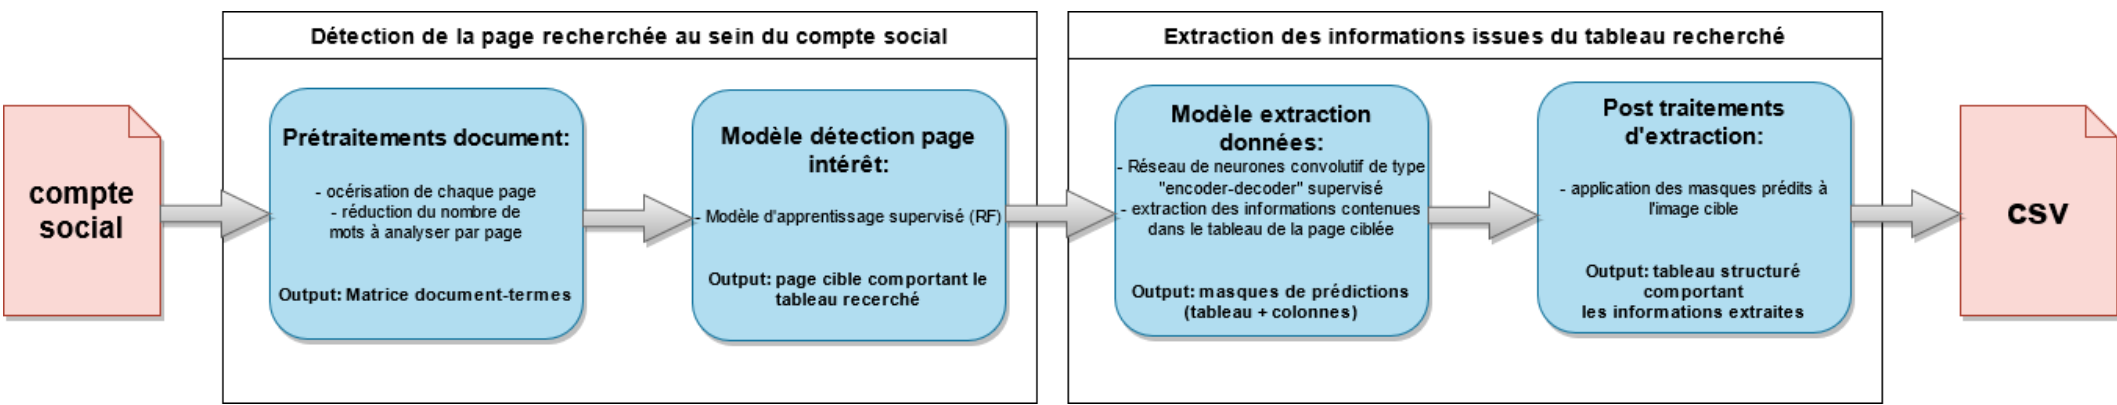 compte
social
Détection de la page recherchée au sein du compte social
Prétraitements document:
- océrisation de chaque page
- réduction du nombre de
mots à analyser par page
Output: Matrice document-termes
Modèle détection page
intérêt:
- Modèle d'apprentissage supervisé (RF)
Output: page cible comportant le
tableau recerché
Extraction des informations issues du tableau recherché
Modèle extraction
données:
- Réseau de neurones convolutif de type
"encoder-decoder" supervisé
- extraction des informations contenues
dans le tableau de la page ciblée
Output: masques de prédictions
(tableau + colonnes)
Post traitements
d'extraction:
- application des masques prédits à
l'image cible
Output: tableau structuré
comportant
les informations extraites
csv